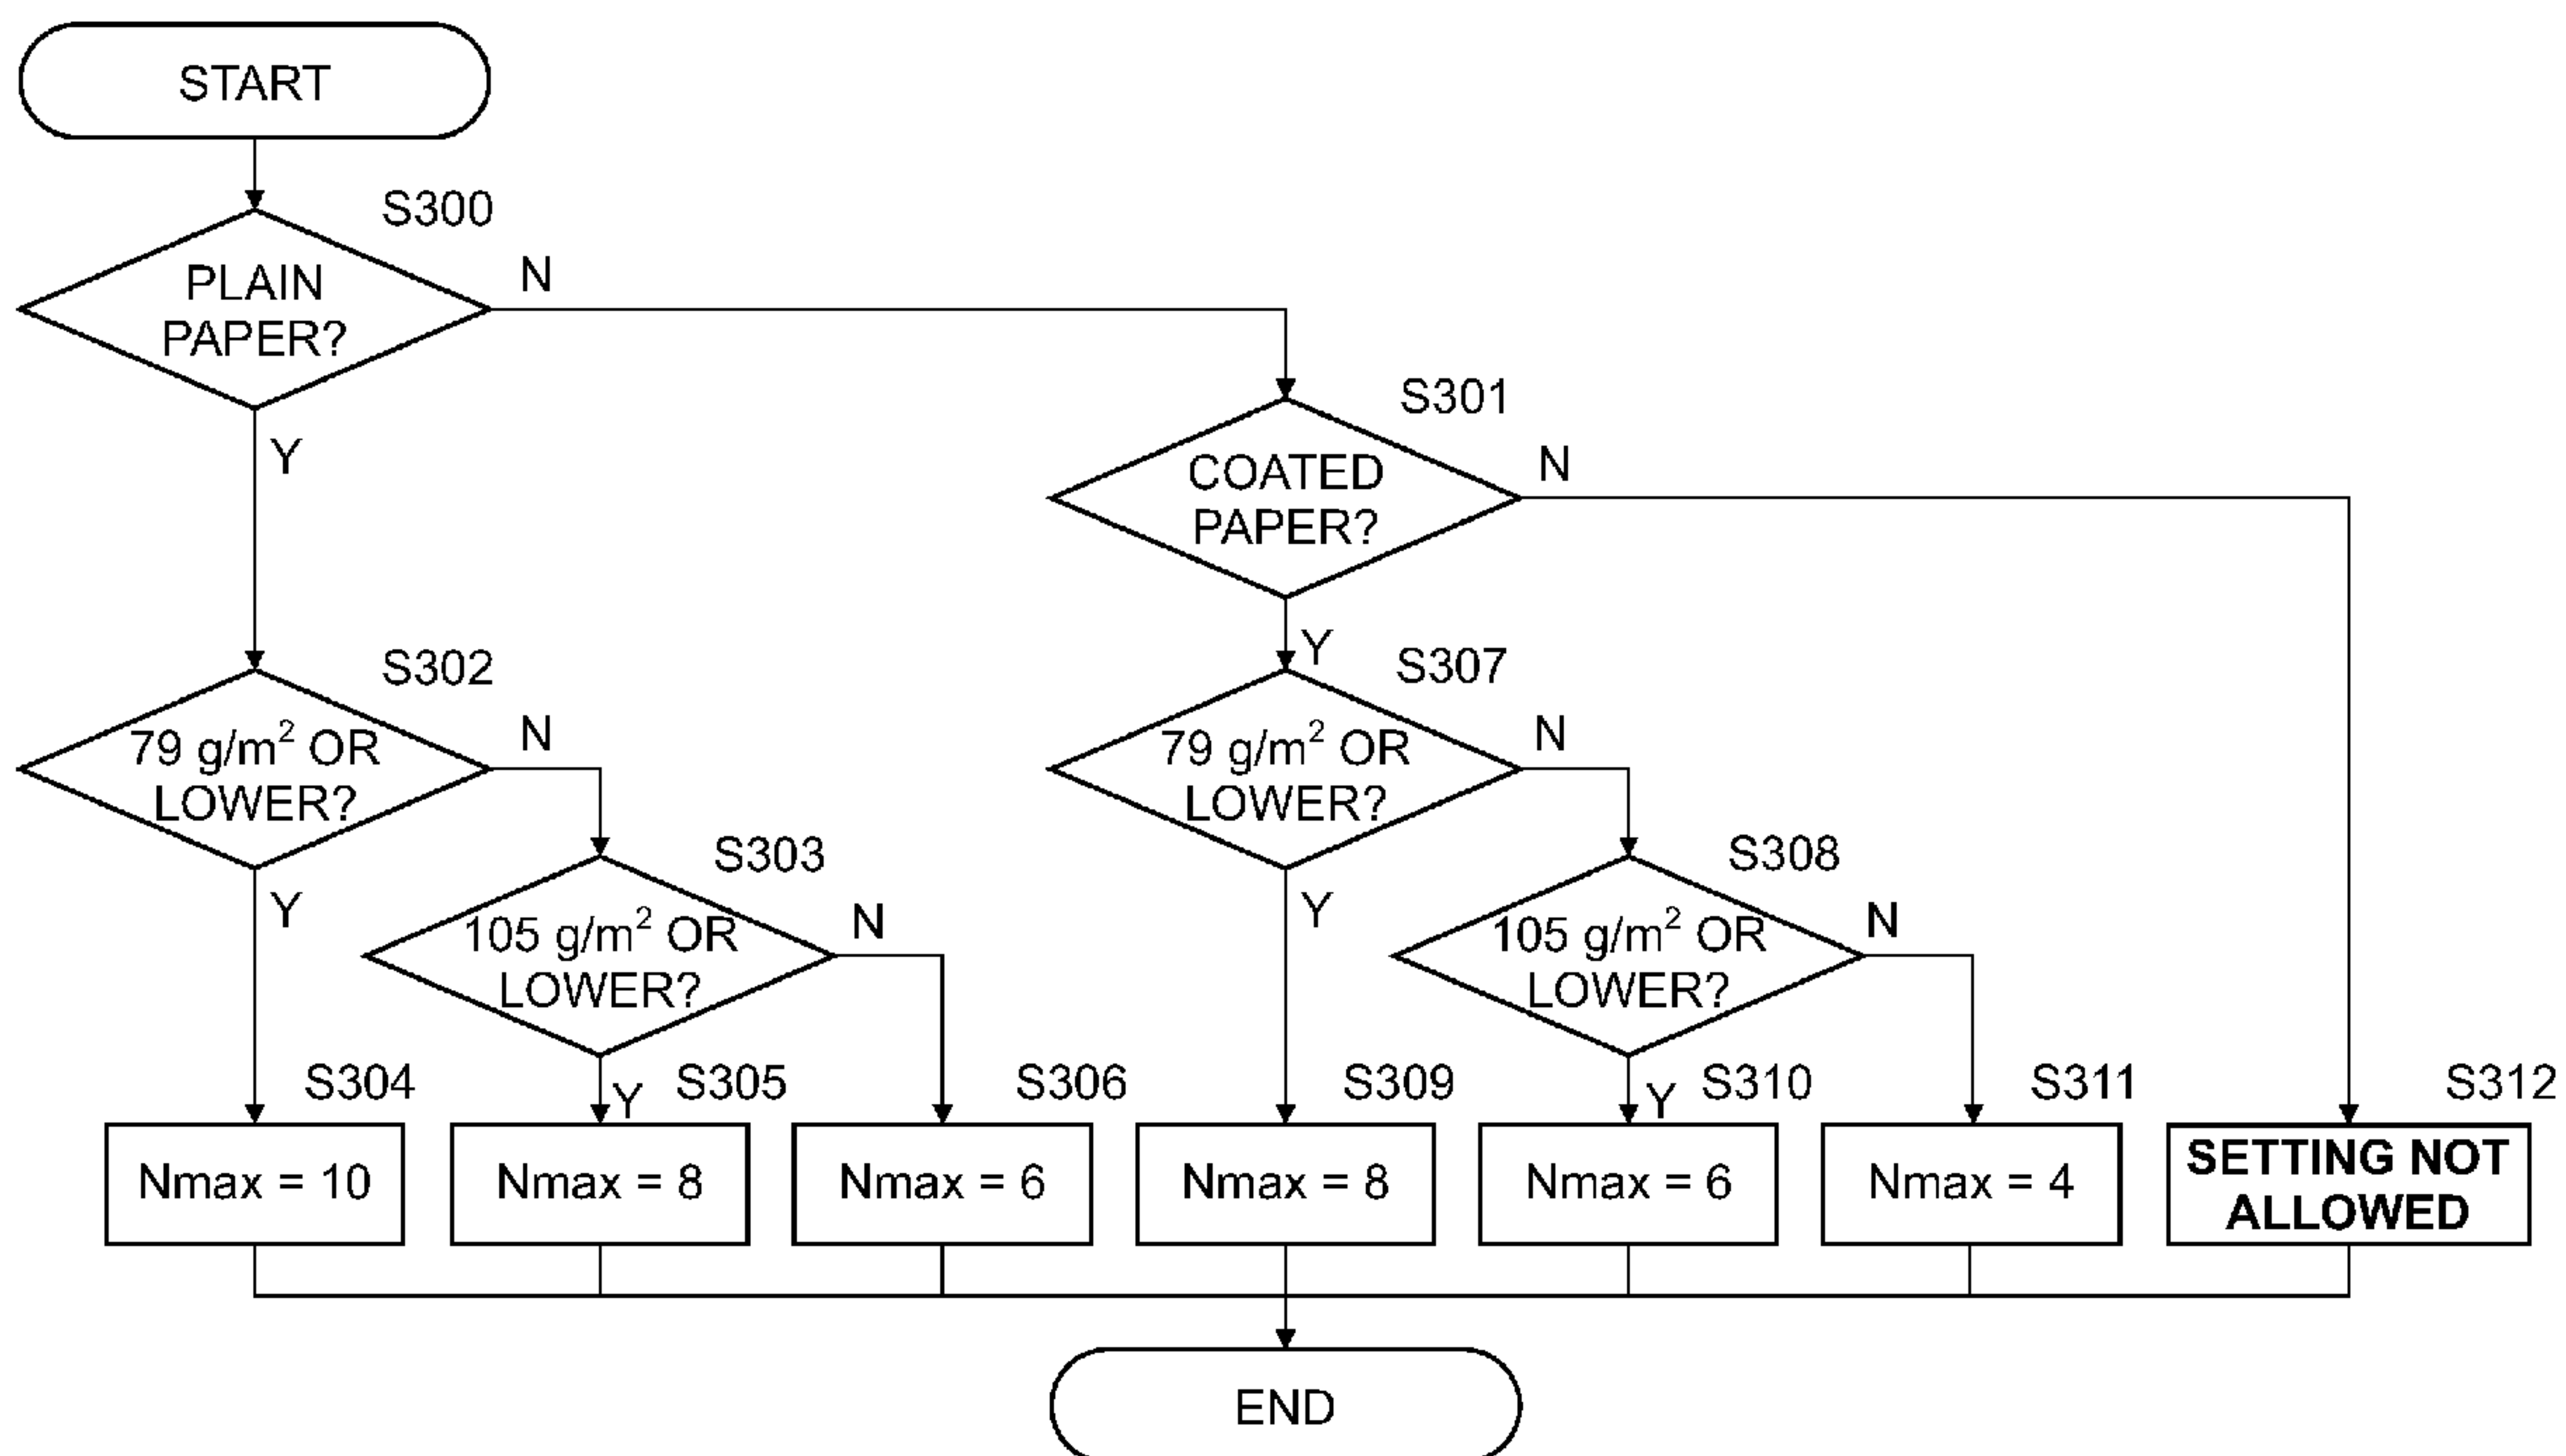 START
S300
PLAIN
PAPER?
N
Y
S301
COATED
PAPER?
N
Y
S302
79 g/m² OR
LOWER?
N
Y
S303
105 g/m² OR
LOWER?
N
Y
S307
79 g/m² OR
LOWER?
N
Y
S308
105 g/m² OR
LOWER?
N
Y
S304
Nmax = 10
S305
Nmax = 8
S306
Nmax = 6
S309
Nmax = 8
S310
Nmax = 6
S311
Nmax = 4
S312
SETTING NOT
ALLOWED
END